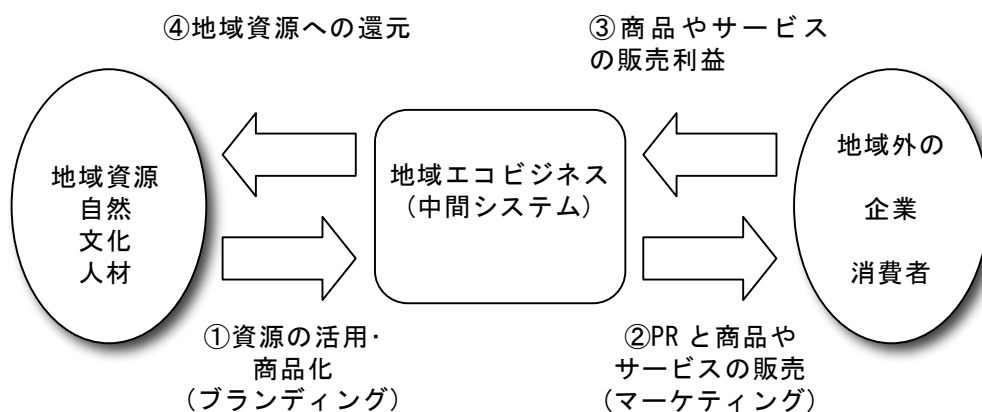 ④地域資源への還元
③商品やサービス
の販売利益
地域資源
自然
文化
人材
地域エコビジネス
(中間システム)
地域外の
企業
消費者
①資源の活用・
商品化
(ブランディング)
②PRと商品や
サービスの販売
(マーケティング)